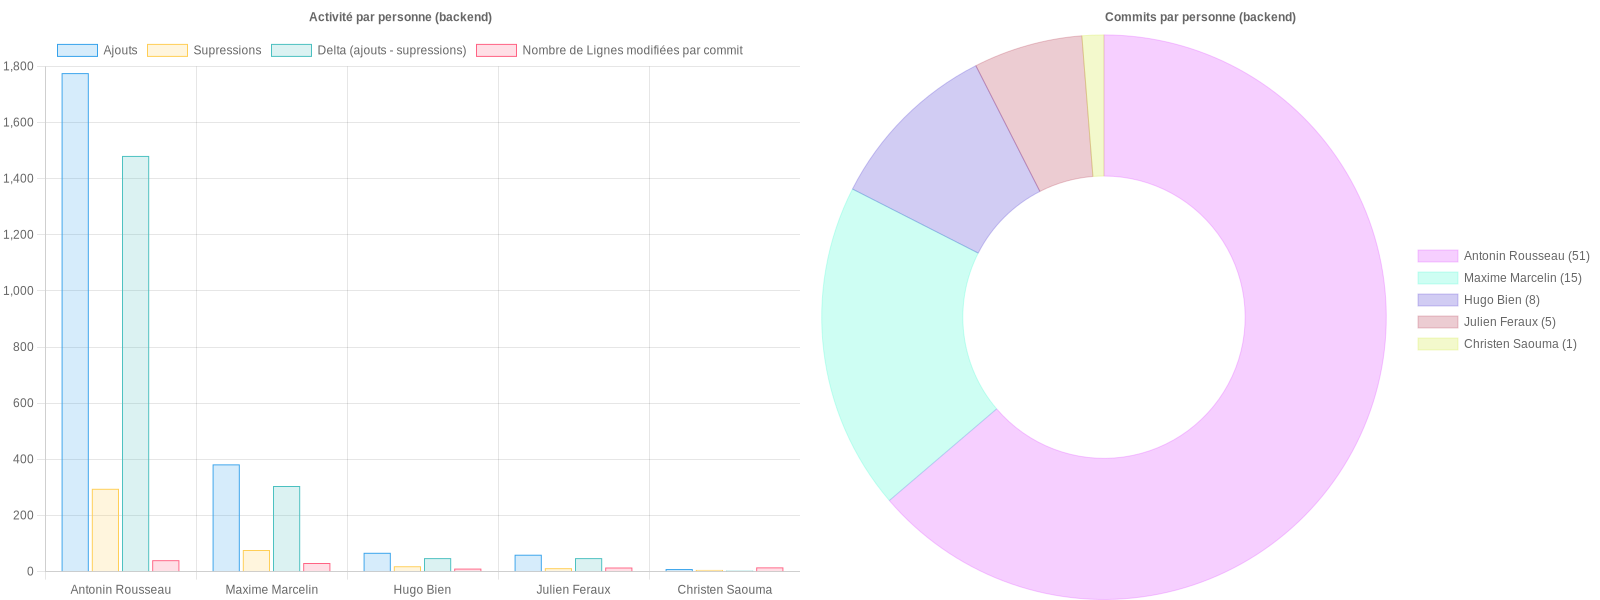 Activité par personne (backend)
Ajouts
Supressions
Delta (ajouts - supressions)
Nombre de Lignes modifiées par commit
1,800
1,600
1,400
1,200
1,000
800
600
400
200
0
Antonin Rousseau
Maxime Marcelin
Hugo Bien
Julien Feraux
Christen Saouma
Commits par personne (backend)
Antonin Rousseau (51)
Maxime Marcelin (15)
Hugo Bien (8)
Julien Feraux (5)
Christen Saouma (1)